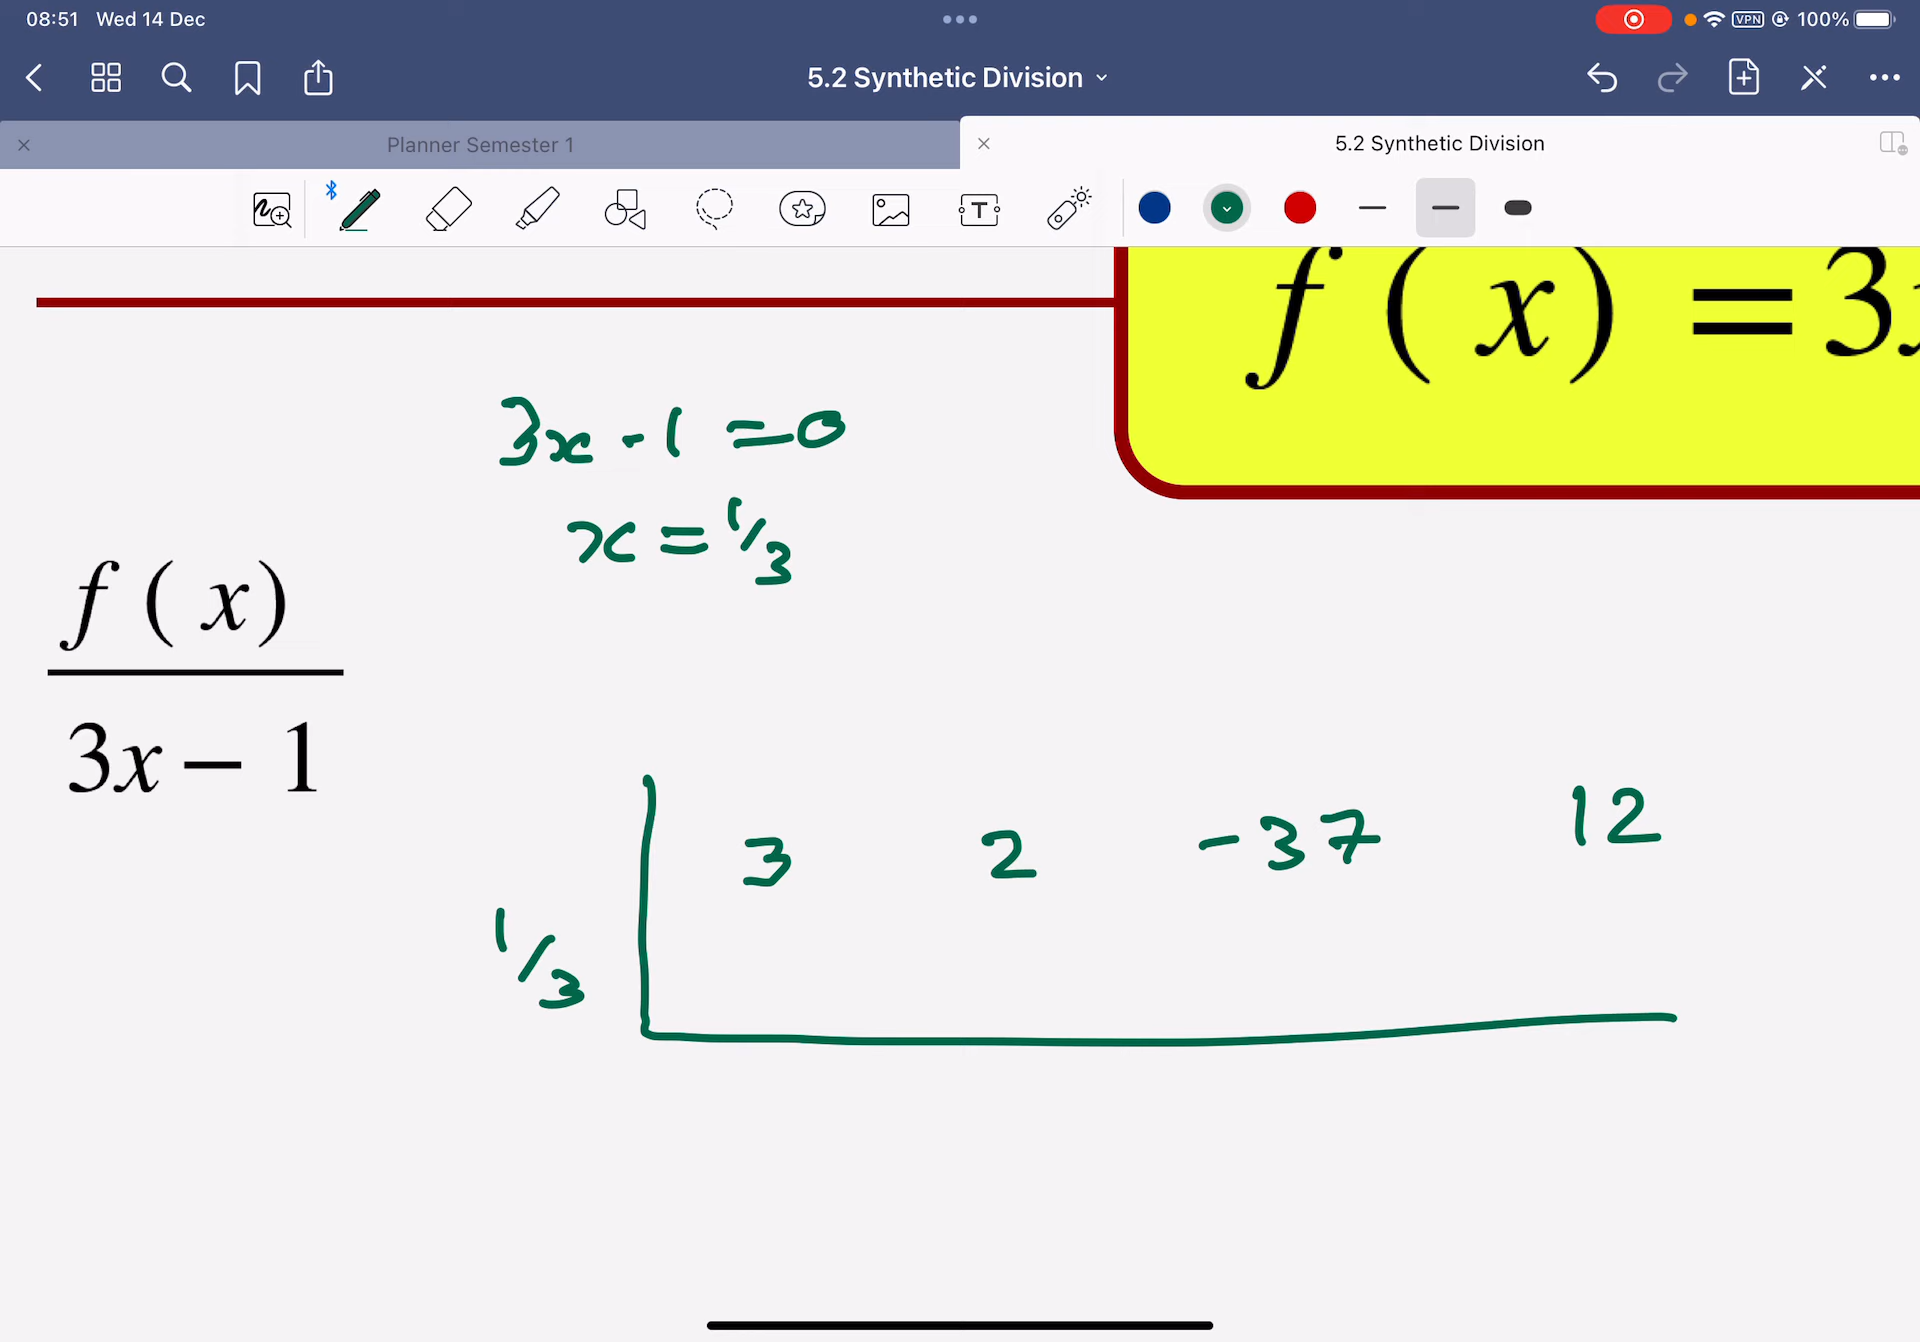 08:51 Wed 14 Dec
VPN 100%
5.2 Synthetic Division
Planner Semester 1
5.2 Synthetic Division
T
f ( x ) = 3
3x - 1 = 0
x = 1/3
f ( x )
3x − 1
3 2 -37 12
1/3